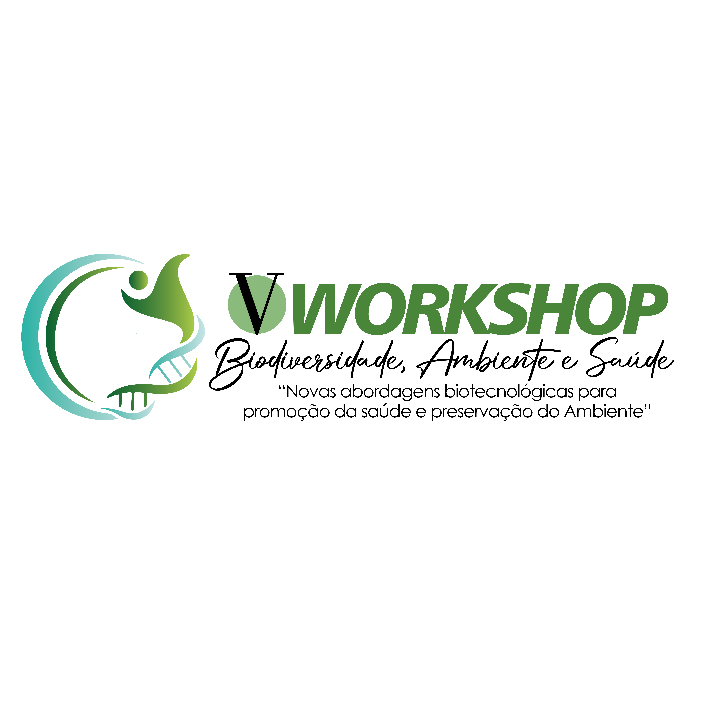 V WORKSHOP
Biodiversidade, Ambiente e Saúde
“Novas abordagens biotecnológicas para
promoção da saúde e preservação do Ambiente”